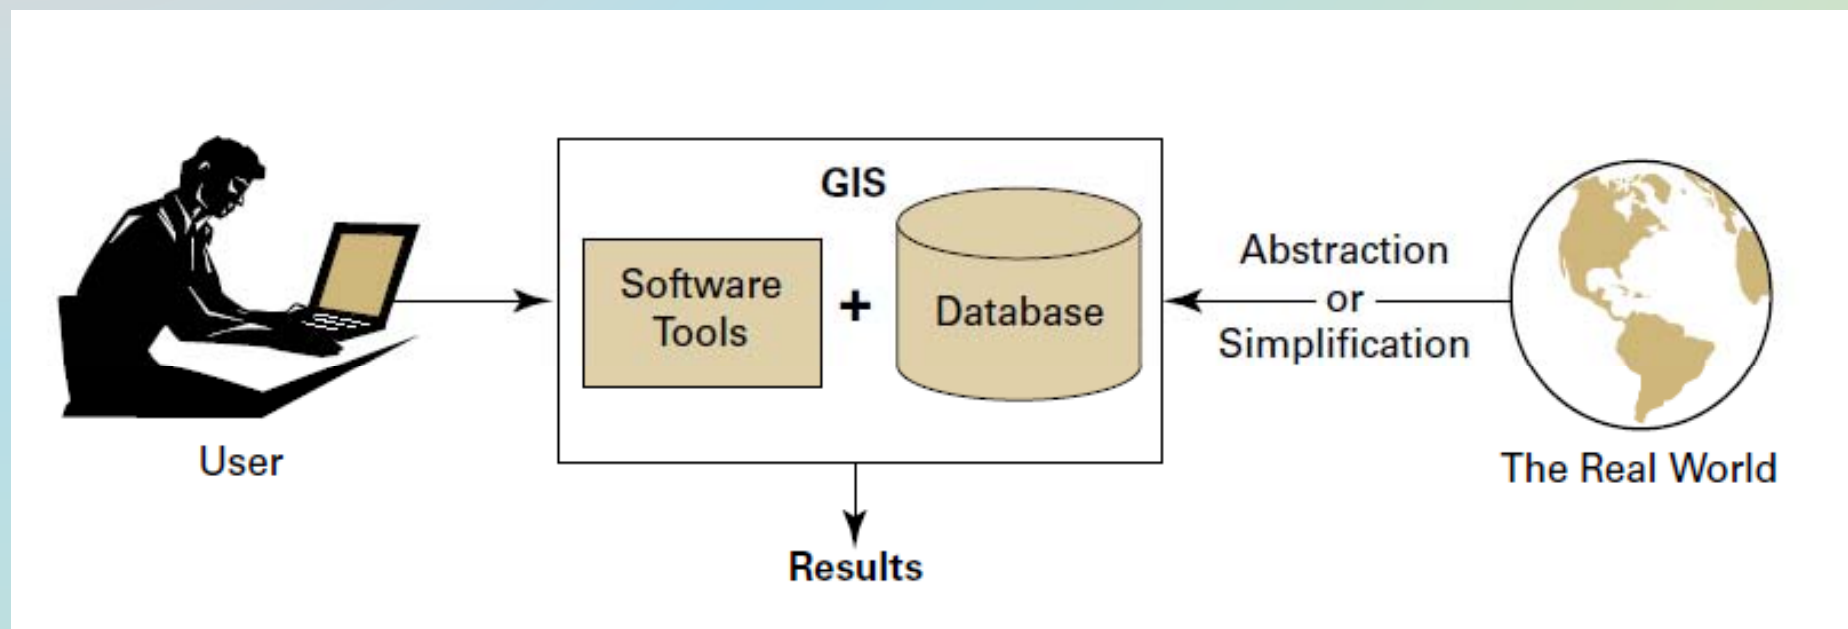 GIS
Software
Tools
+
Database
Abstraction
or
Simplification
User
The Real World
Results